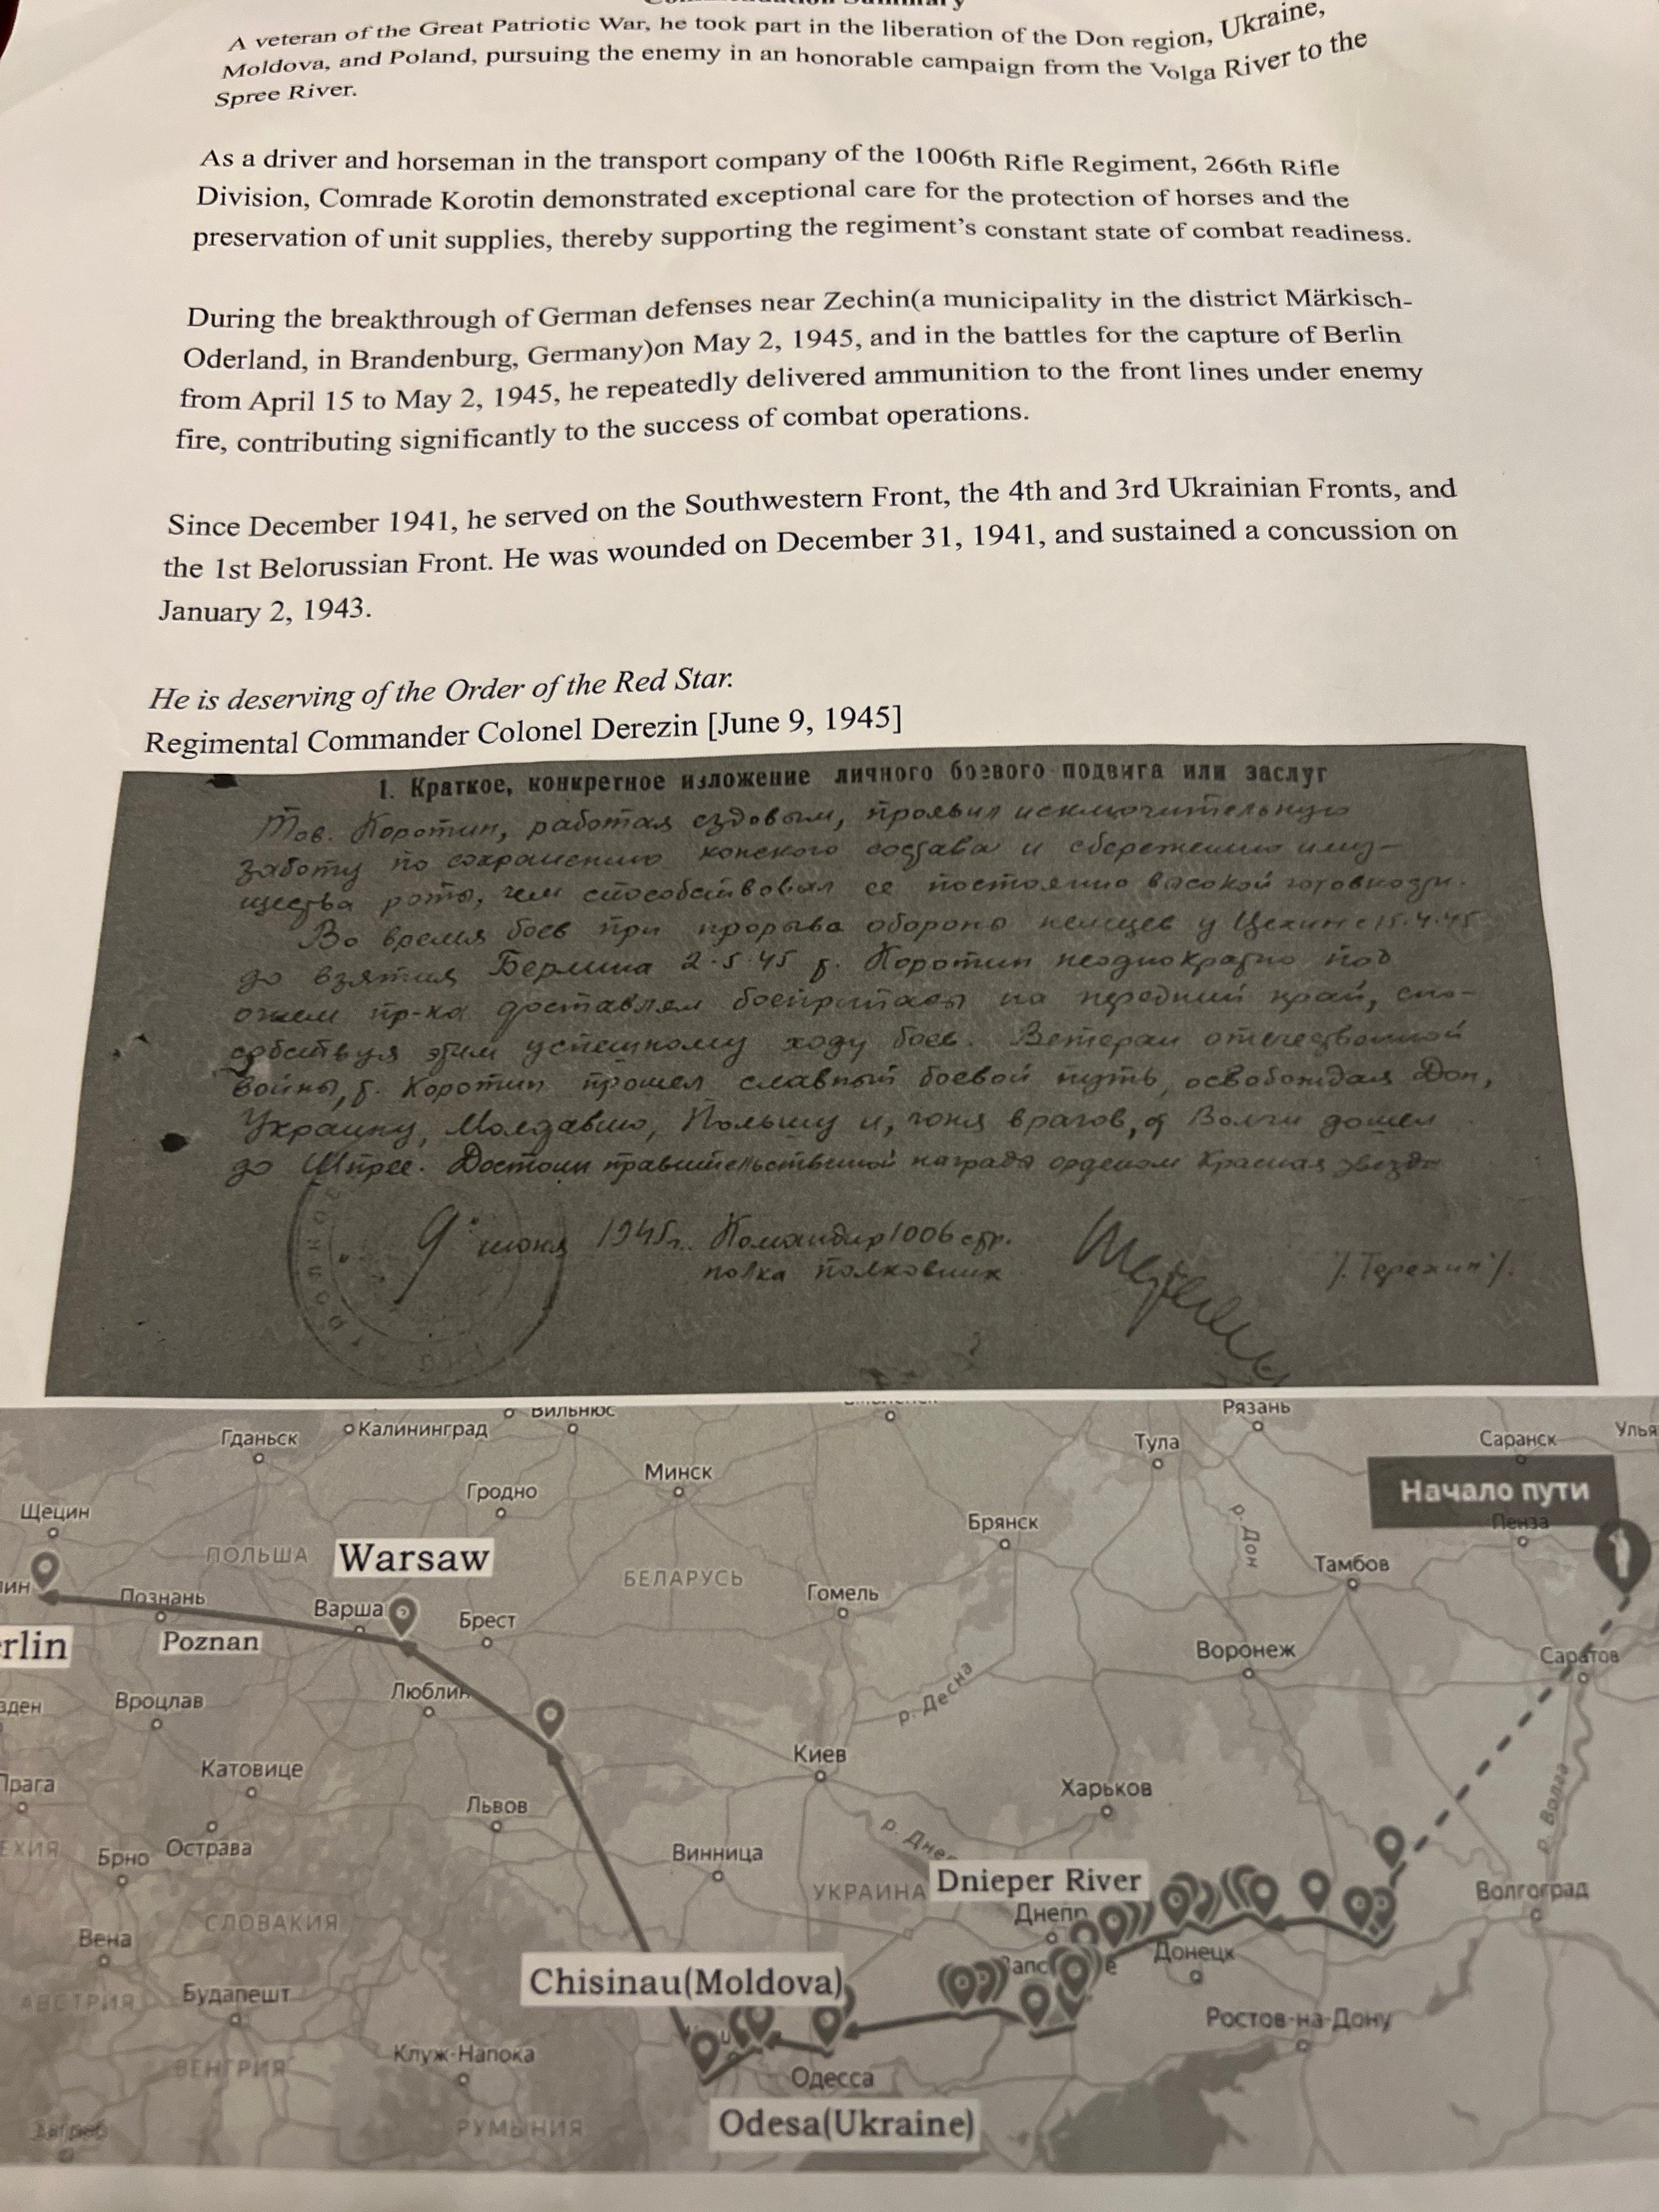 A veteran of the Great Patriotic War, he took part in the liberation of the Don region, Ukraine,
Moldova, and Poland, pursuing the enemy in an honorable campaign from the Volga River to the
Spree River.
As a driver and horseman in the transport company of the 1006th Rifle Regiment, 266th Rifle
Division, Comrade Korotin demonstrated exceptional care for the protection of horses and the
preservation of unit supplies, thereby supporting the regiment's constant state of combat readiness.
During the breakthrough of German defenses near Zechin(a municipality in the district Märkisch-
Oderland, in Brandenburg, Germany)on May 2, 1945, and in the battles for the capture of Berlin
from April 15 to May 2, 1945, he repeatedly delivered ammunition to the front lines under enemy
fire, contributing significantly to the success of combat operations.
Since December 1941, he served on the Southwestern Front, the 4th and 3rd Ukrainian Fronts, and
the 1st Belorussian Front. He was wounded on December 31, 1941, and sustained a concussion on
January 2, 1943.
He is deserving of the Order of the Red Star.
Regimental Commander Colonel Derezin [June 9, 1945]
1. Краткое, конкретное изложение личного боевого подвига или заслуг
Тов. Коротин, работая ездовым, проявил исключительную
заботу по сохранению конского состава и сбережению иму-
щества роты, чем способствовал ее постоянно высокой готовности.
Во время боев при прорыве обороны немцев у Цехин с 15.4.45
до взятия Берлина 2.5.45 г. Коротин неоднократно под
огнем пр-ка доставлял боеприпасы на передний край, спо-
собствуя этим успешному ходу боев. Ветеран отечественной
войны, т. Коротин прошел славный боевой путь, освобождая Дон,
Украину, Молдавию, Польшу и, гоня врагов, от Волги дошел
до Шпрее. Достоин правительственной награды орденом Красная звезда
9 июня 1945г. Командир 1006 стр.
полка полковник /Терехин/.
Вильнюс
Рязань
Гданьск
Калининград
Тула
Саранск
Улья
Минск
Начало пути
Гродно
Щецин
Брянск
Пенза
р. Дон
ПОЛЬША
Warsaw
БЕЛАРУСЬ
Тамбов
лин
Познань
Варша
Брест
Гомель
rlin
Poznan
Воронеж
Саратов
Люблин
р. Десна
зден
Вроцлав
Киев
Катовице
Прага
Харьков
Львов
р. Волга
р. Дне
ЕХИЯ
Брно
Острава
Винница
УКРАИНА
Dnieper River
Волгоград
Днепр
СЛОВАКИЯ
Вена
Донецк
Chisinau(Moldova)
АВСТРИЯ
Будапешт
Ростов-на-Дону
ВЕНГРИЯ
Клуж-Напока
Одесса
Odesa(Ukraine)
РУМЫНИЯ
Загреб